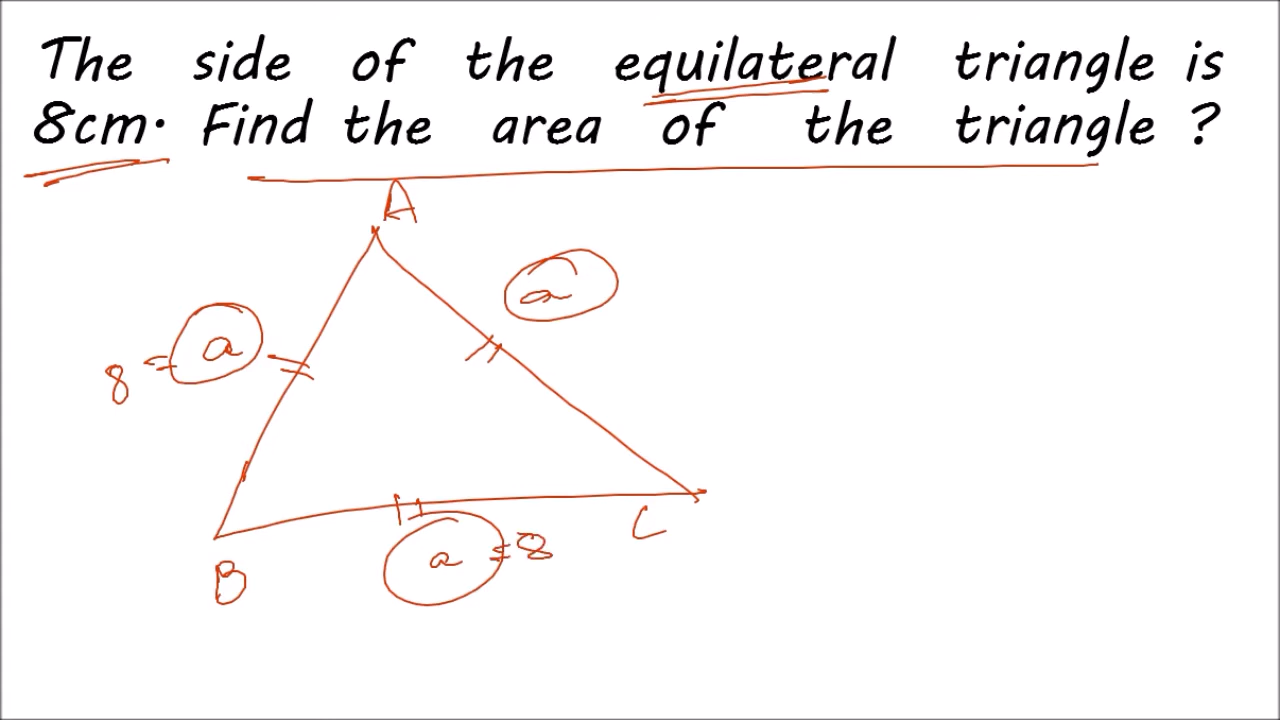 The side of the equilateral triangle is
8cm. Find the area of the triangle ?
A
a
8 = a
a = 8
C
B